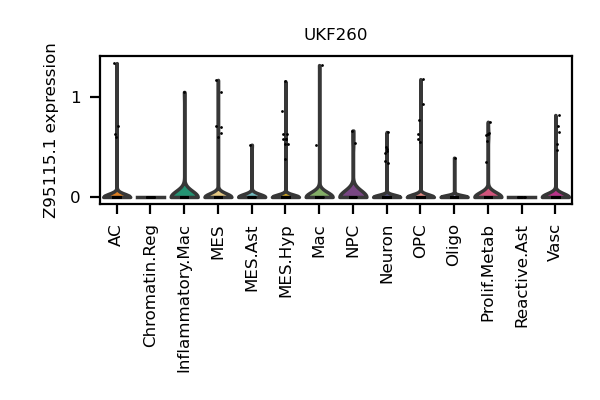 UKF260
Z95115.1 expression
1
0
AC
Chromatin.Reg
Inflammatory.Mac
MES
MES.Ast
MES.Hyp
Mac
NPC
Neuron
OPC
Oligo
Prolif.Metab
Reactive.Ast
Vasc